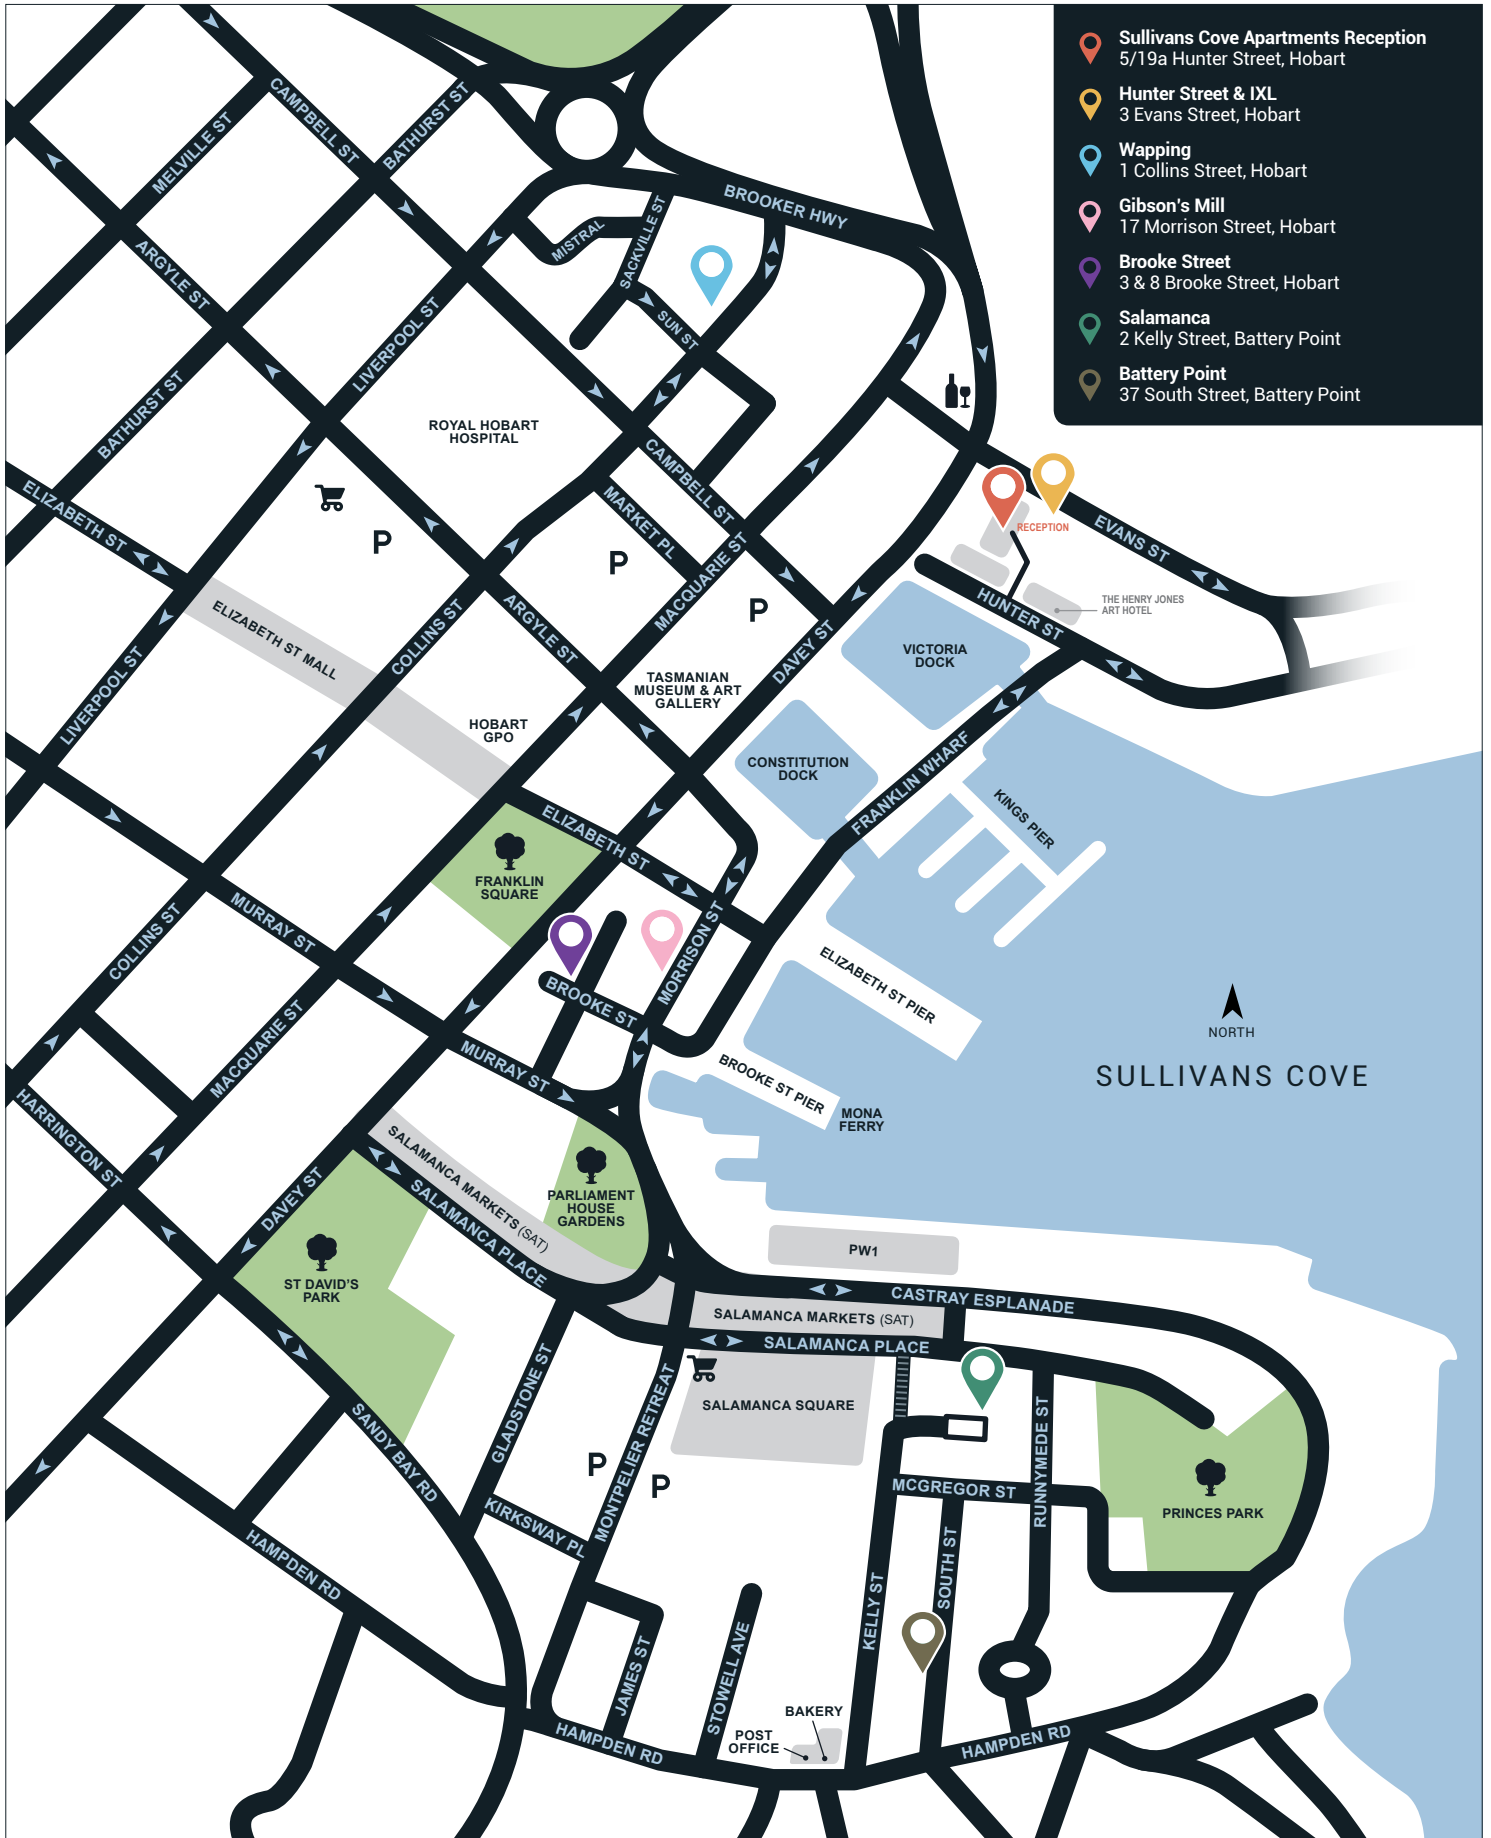 Sullivans Cove Apartments Reception
5/19a Hunter Street, Hobart
Hunter Street & IXL
3 Evans Street, Hobart
Wapping
1 Collins Street, Hobart
Gibson's Mill
17 Morrison Street, Hobart
Brooke Street
3 & 8 Brooke Street, Hobart
Salamanca
2 Kelly Street, Battery Point
Battery Point
37 South Street, Battery Point
CAMPBELL ST
BATHURST ST
MELVILLE ST
BROOKER HWY
MISTRAL
SACKVILLE ST
ARGYLE ST
SUN ST
LIVERPOOL ST
BATHURST ST
ROYAL HOBART
HOSPITAL
CAMPBELL ST
ELIZABETH ST
MARKET PL
P
P
P
RECEPTION
EVANS ST
MACQUARIE ST
HUNTER ST
THE HENRY JONES
ART HOTEL
ELIZABETH ST MALL
COLLINS ST
ARGYLE ST
DAVEY ST
VICTORIA
DOCK
LIVERPOOL ST
TASMANIAN
MUSEUM & ART
GALLERY
HOBART
GPO
CONSTITUTION
DOCK
FRANKLIN WHARF
KINGS PIER
ELIZABETH ST
FRANKLIN
SQUARE
MURRAY ST
COLLINS ST
MORRISON ST
BROOKE ST
ELIZABETH ST PIER
NORTH
SULLIVANS COVE
MACQUARIE ST
MURRAY ST
BROOKE ST PIER
MONA
FERRY
HARRINGTON ST
SALAMANCA MARKETS (SAT)
DAVEY ST
SALAMANCA PLACE
PARLIAMENT
HOUSE
GARDENS
ST DAVID'S
PARK
PW1
CASTRAY ESPLANADE
SALAMANCA MARKETS (SAT)
SALAMANCA PLACE
SALAMANCA SQUARE
GLADSTONE ST
MONTPELIER RETREAT
SANDY BAY RD
P
P
RUNNYMEDE ST
MCGREGOR ST
PRINCES PARK
KIRKSWAY PL
HAMPDEN RD
SOUTH ST
KELLY ST
JAMES ST
STOWELL AVE
BAKERY
POST
OFFICE
HAMPDEN RD
HAMPDEN RD